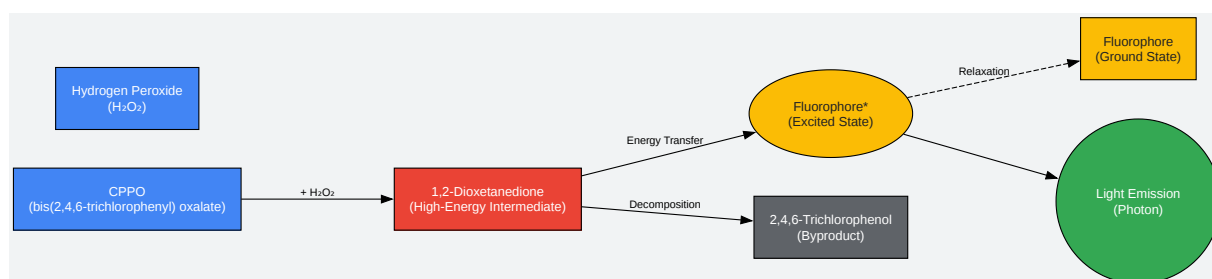 Hydrogen Peroxide
(H₂O₂)
CPPO
(bis(2,4,6-trichlorophenyl) oxalate)
+ H₂O₂
1,2-Dioxetanedione
(High-Energy Intermediate)
Energy Transfer
Decomposition
Fluorophore*
(Excited State)
2,4,6-Trichlorophenol
(Byproduct)
Relaxation
Fluorophore
(Ground State)
Light Emission
(Photon)